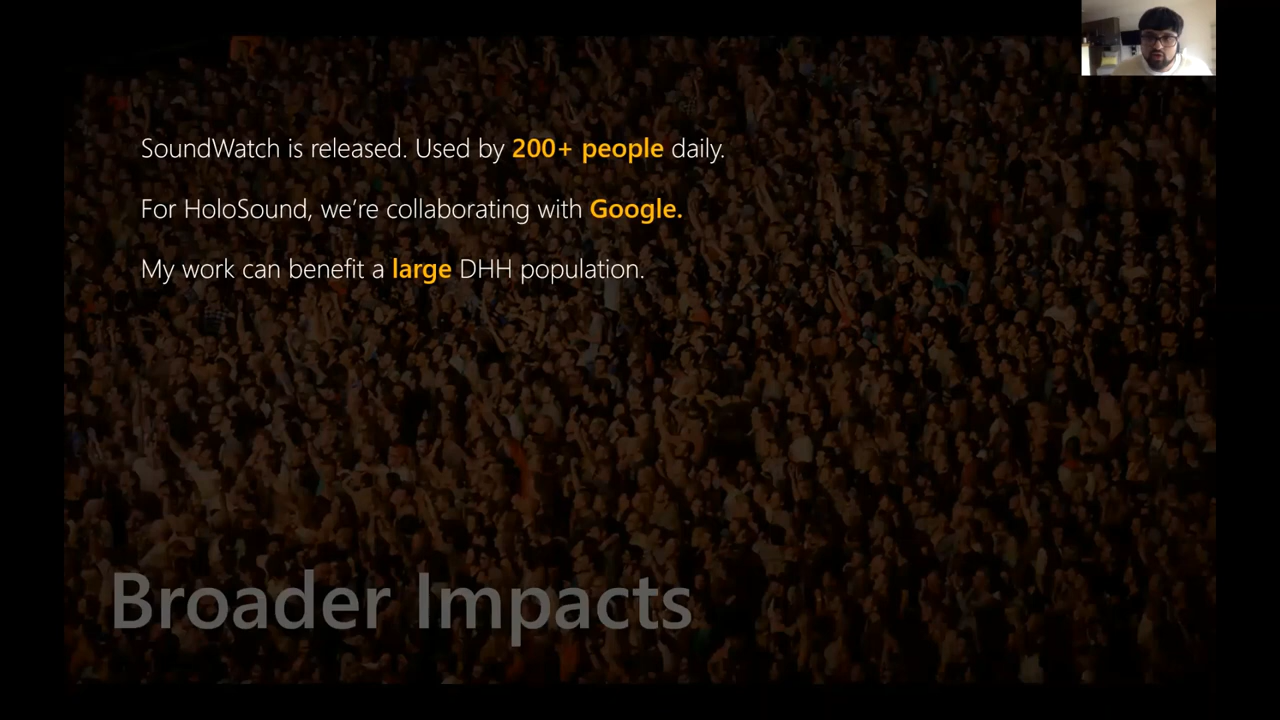 SoundWatch is released. Used by 200+ people daily.
For HoloSound, we’re collaborating with Google.
My work can benefit a large DHH population.
Broader Impacts